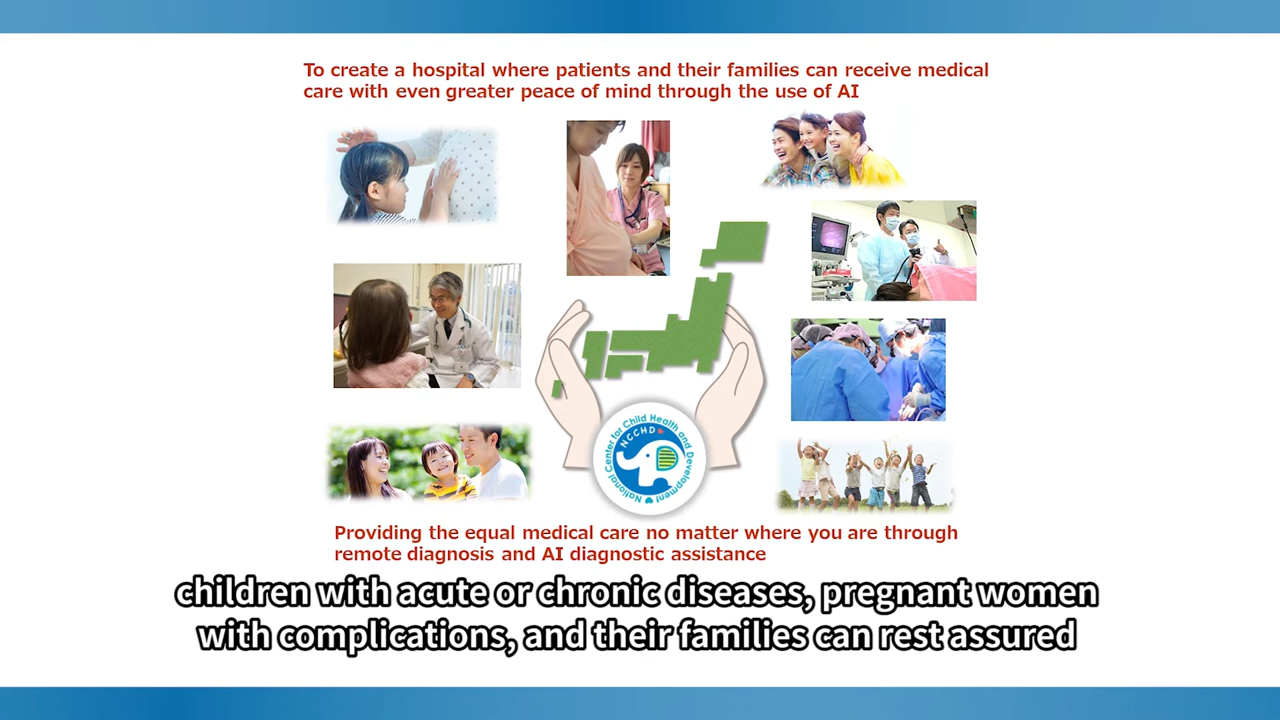 To create a hospital where patients and their families can receive medical
care with even greater peace of mind through the use of AI
National Center for Child Health and Development
NCCHD
Providing the equal medical care no matter where you are through
remote diagnosis and AI diagnostic assistance
children with acute or chronic diseases, pregnant women
with complications, and their families can rest assured